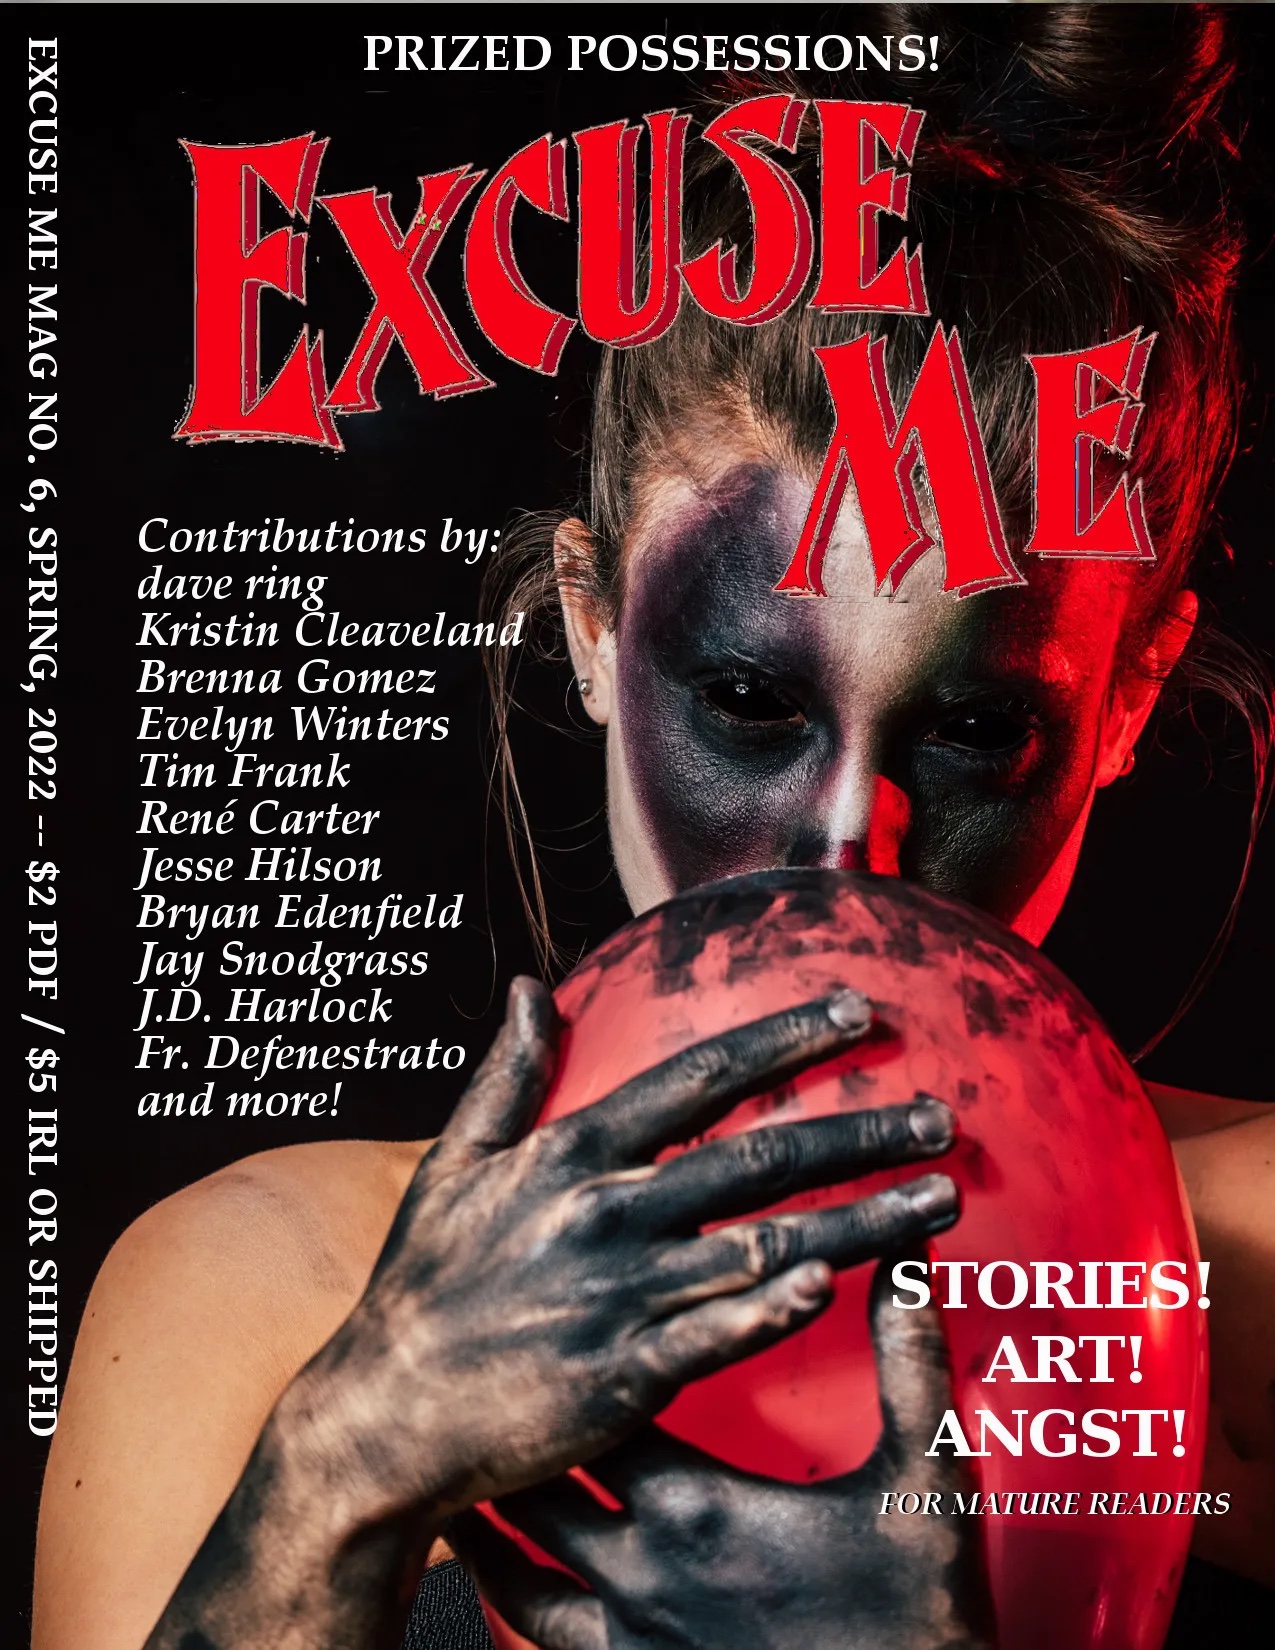 PRIZED POSSESSIONS!
EXCUSE
ME
EXCUSE ME MAG NO. 6, SPRING, 2022 -- $2 PDF / $5 IRL OR SHIPPED
Contributions by:
dave ring
Kristin Cleaveland
Brenna Gomez
Evelyn Winters
Tim Frank
René Carter
Jesse Hilson
Bryan Edenfield
Jay Snodgrass
J.D. Harlock
Fr. Defenestrato
and more!
STORIES!
ART!
ANGST!
FOR MATURE READERS